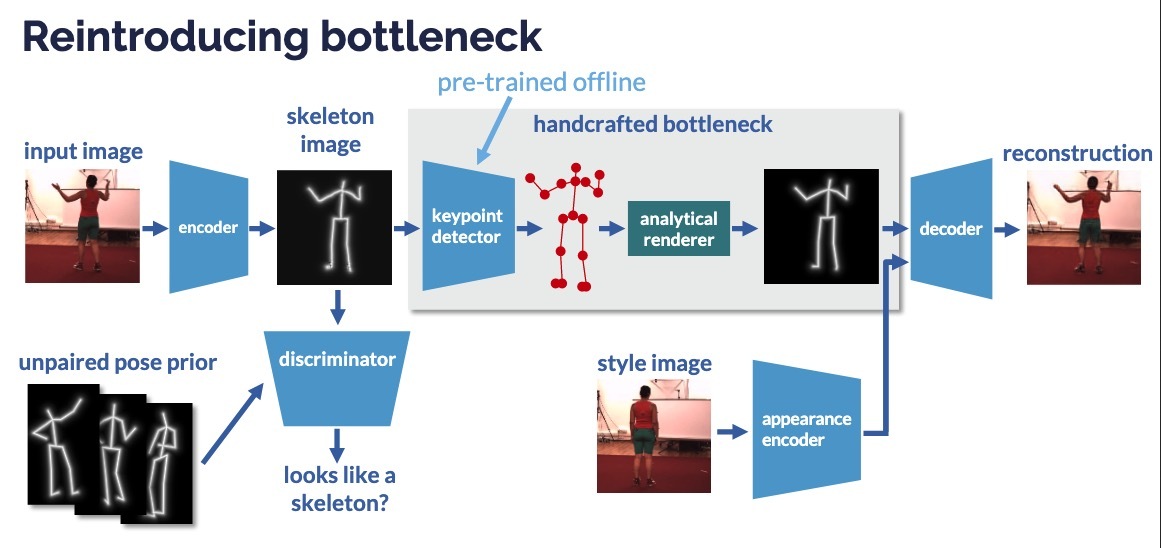 Reintroducing bottleneck
pre-trained offline
skeleton
image
handcrafted bottleneck
input image
reconstruction
encoder
keypoint
detector
analytical
renderer
decoder
unpaired pose prior
discriminator
style image
appearance
encoder
looks like a
skeleton?